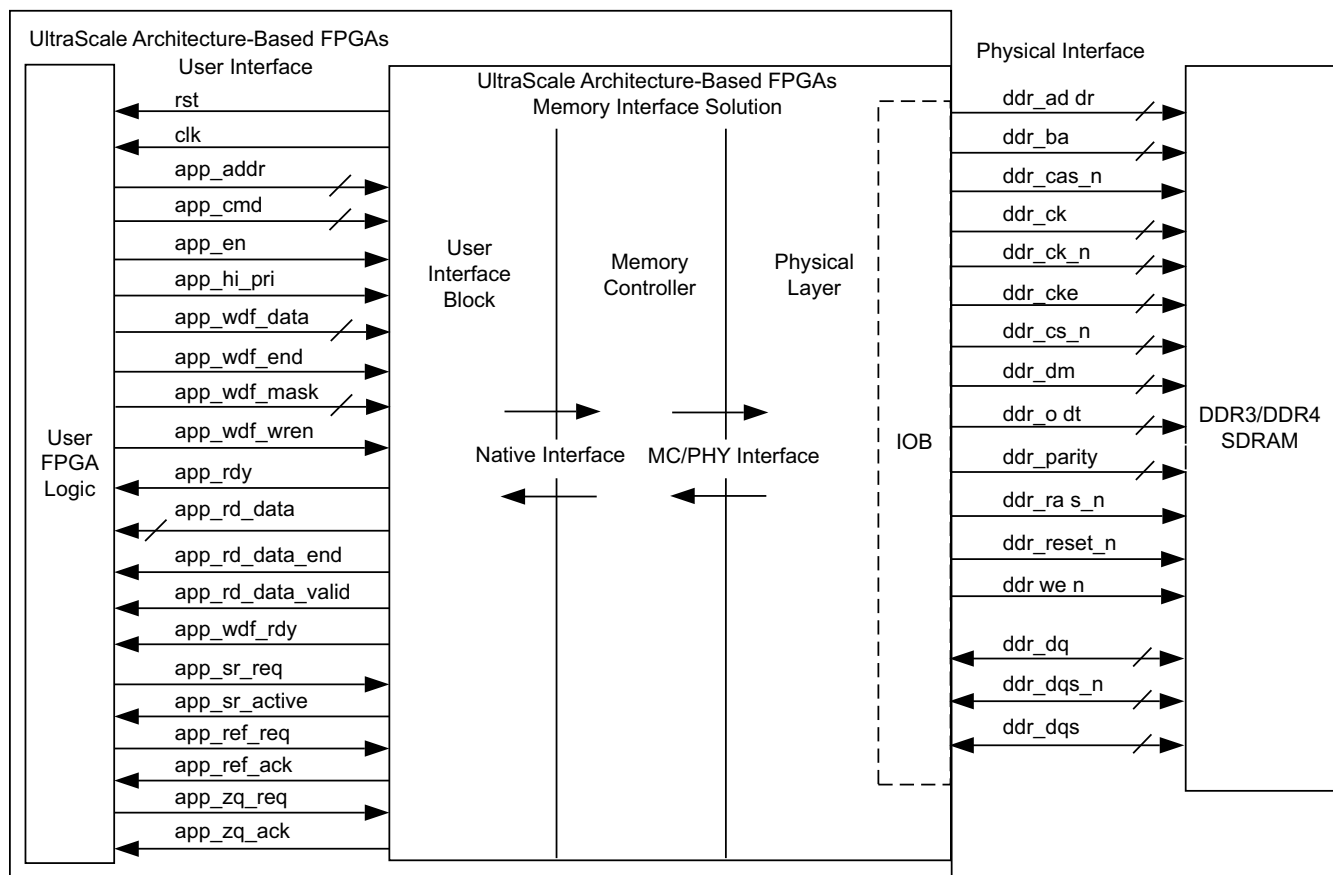 UltraScale Architecture-Based FPGAs
User Interface
Physical Interface
UltraScale Architecture-Based FPGAs
Memory Interface Solution
rst
clk
app_addr
app_cmd
app_en
app_hi_pri
app_wdf_data
app_wdf_end
app_wdf_mask
app_wdf_wren
app_rdy
app_rd_data
app_rd_data_end
app_rd_data_valid
app_wdf_rdy
app_sr_req
app_sr_active
app_ref_req
app_ref_ack
app_zq_req
app_zq_ack
User
FPGA
Logic
User
Interface
Block
Memory
Controller
Physical
Layer
Native Interface
MC/PHY Interface
IOB
ddr_ad dr
ddr_ba
ddr_cas_n
ddr_ck
ddr_ck_n
ddr_cke
ddr_cs_n
ddr_dm
ddr_o dt
ddr_parity
ddr_ra s_n
ddr_reset_n
ddr we n
ddr_dq
ddr_dqs_n
ddr_dqs
DDR3/DDR4
SDRAM